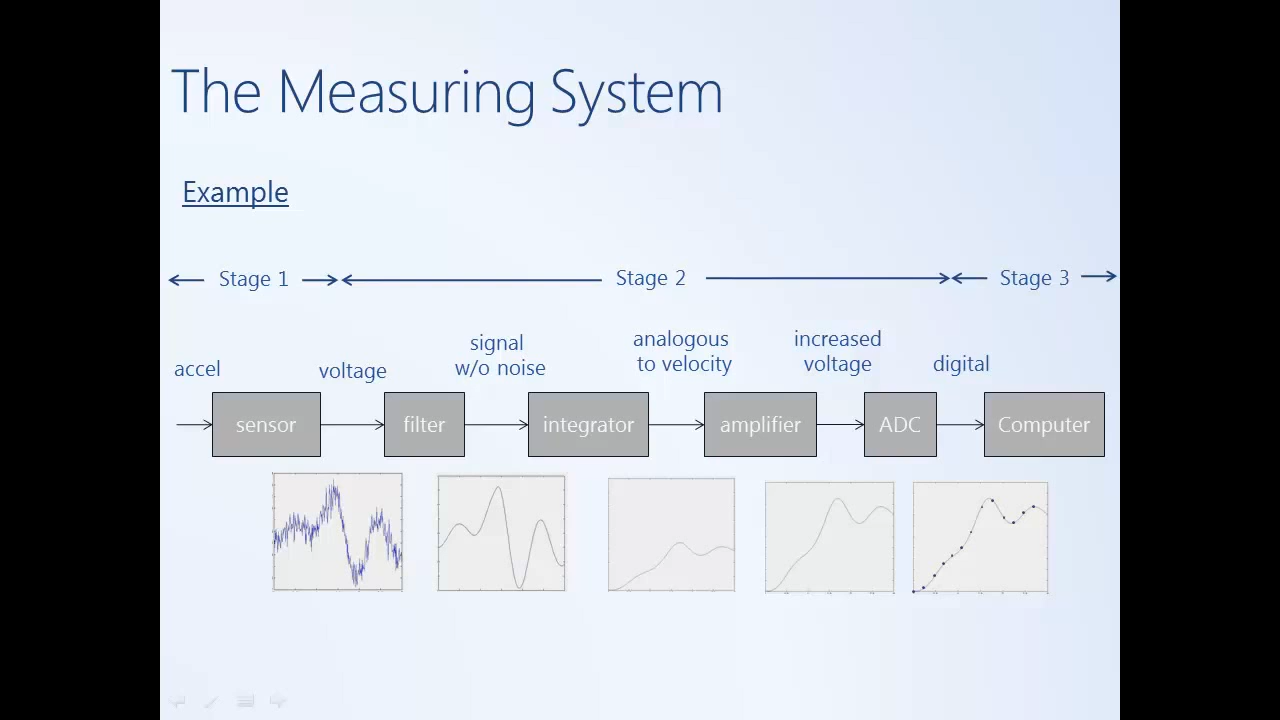 The Measuring System
Example
Stage 1
Stage 2
Stage 3
accel
voltage
signal
w/o noise
analogous
to velocity
increased
voltage
digital
sensor
filter
integrator
amplifier
ADC
Computer